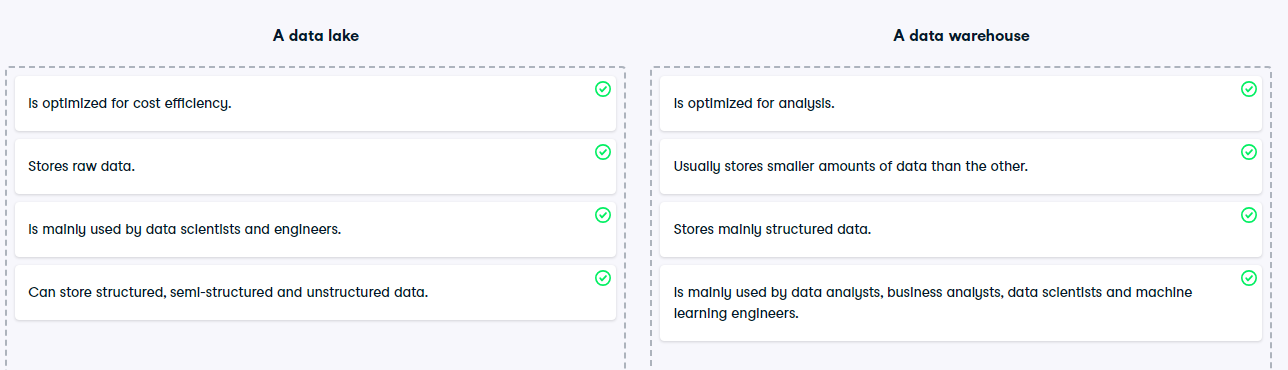 A data lake
Is optimized for cost efficiency.
Stores raw data.
Is mainly used by data scientists and engineers.
Can store structured, semi-structured and unstructured data.
A data warehouse
Is optimized for analysis.
Usually stores smaller amounts of data than the other.
Stores mainly structured data.
Is mainly used by data analysts, business analysts, data scientists and machine
learning engineers.